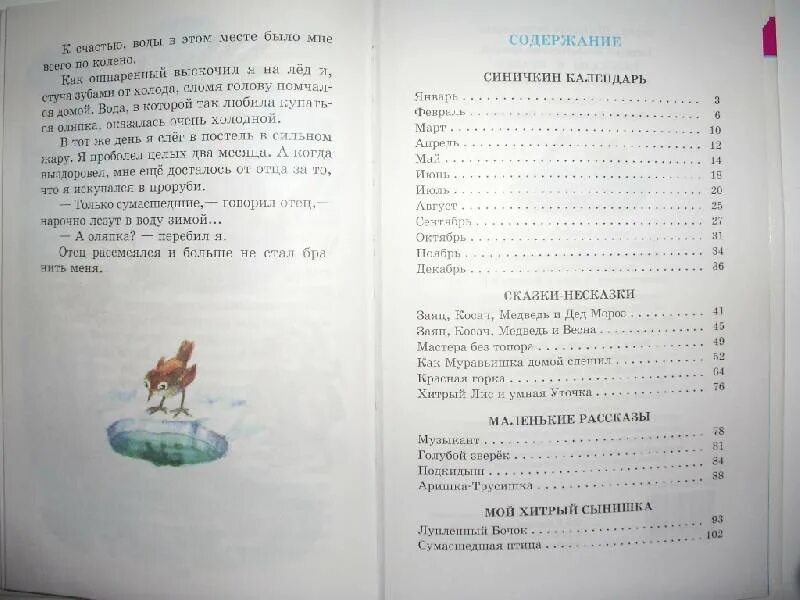 К счастью, воды в этом месте было мне
всего по колено.
Как ошпаренный выскочил я на лёд и,
стуча зубами от холода, сломя голову помчал-
ся домой. Вода, в которой так любила купать-
ся оляпка, оказалась очень холодной.
В тот же день я слёг в постель в сильном
жару. Я проболел целых два месяца. А когда
выздоровел, мне ещё досталось от отца за то,
что я искупался в проруби.
— Только сумасшедшие,— говорил отец,—
нарочно лезут в воду зимой...
— А оляпка? — перебил я.
Отец рассмеялся и больше не стал бра-
нить меня.
СОДЕРЖАНИЕ
СИНИЧКИН КАЛЕНДАРЬ
Январь 3
Февраль 6
Март 10
Апрель 12
Май 14
Июнь 18
Июль 20
Август 25
Сентябрь 27
Октябрь 31
Ноябрь 34
Декабрь 36
СКАЗКИ-НЕСКАЗКИ
Заяц, Косач, Медведь и Дед Мороз 41
Заяц, Косач, Медведь и Весна 45
Мастера без топора 49
Как Муравьишка домой спешил 52
Красная горка 64
Хитрый Лис и умная Уточка 76
МАЛЕНЬКИЕ РАССКАЗЫ
Музыкант 78
Голубой зверёк 81
Подкидыш 84
Аришка-Трусишка 88
МОЙ ХИТРЫЙ СЫНИШКА
Лупленный Бочок 93
Сумасшедшая птица 102